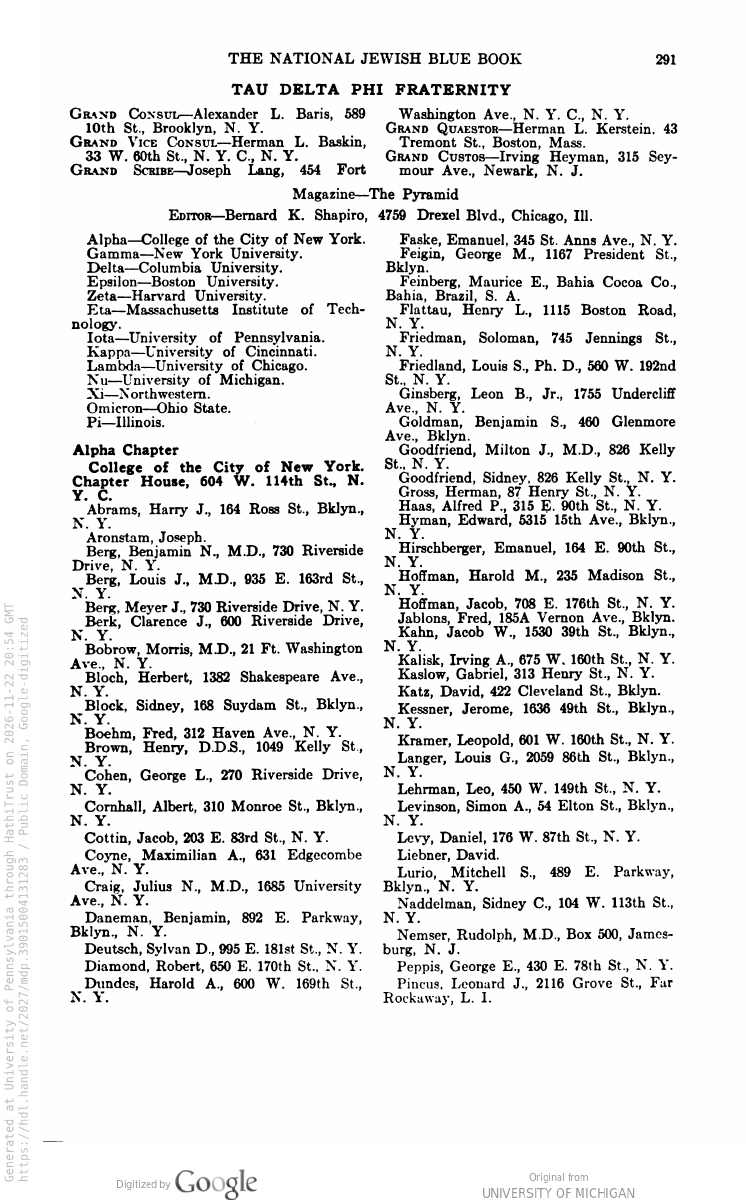 THE NATIONAL JEWISH BLUE BOOK 291
TAU DELTA PHI FRATERNITY
GRAND CONSUL—Alexander L. Baris, 589
10th St., Brooklyn, N. Y.
GRAND VICE CONSUL—Herman L. Baskin,
33 W. 60th St., N. Y. C., N. Y.
GRAND SCRIBE—Joseph Lang, 454 Fort
Washington Ave., N. Y. C., N. Y.
GRAND QUAESTOR—Herman L. Kerstein, 43
Tremont St., Boston, Mass.
GRAND CUSTOS—Irving Heyman, 315 Sey-
mour Ave., Newark, N. J.
Magazine—The Pyramid
EDITOR—Bernard K. Shapiro, 4759 Drexel Blvd., Chicago, Ill.
Alpha—College of the City of New York.
Gamma—New York University.
Delta—Columbia University.
Epsilon—Boston University.
Zeta—Harvard University.
Eta—Massachusetts Institute of Tech-
nology.
Iota—University of Pennsylvania.
Kappa—University of Cincinnati.
Lambda—University of Chicago.
Nu—University of Michigan.
Xi—Northwestern.
Omicron—Ohio State.
Pi—Illinois.
Alpha Chapter
College of the City of New York.
Chapter House, 604 W. 114th St., N.
Y. C.
Abrams, Harry J., 164 Ross St., Bklyn.,
N. Y.
Aronstam, Joseph.
Berg, Benjamin N., M.D., 730 Riverside
Drive, N. Y.
Berg, Louis J., M.D., 935 E. 163rd St.,
N. Y.
Berg, Meyer J., 730 Riverside Drive, N. Y.
Berk, Clarence J., 600 Riverside Drive,
N. Y.
Bobrow, Morris, M.D., 21 Ft. Washington
Ave., N. Y.
Bloch, Herbert, 1382 Shakespeare Ave.,
N. Y.
Block, Sidney, 168 Suydam St., Bklyn.,
N. Y.
Boehm, Fred, 312 Haven Ave., N. Y.
Brown, Henry, D.D.S., 1049 Kelly St.,
N. Y.
Cohen, George L., 270 Riverside Drive,
N. Y.
Cornhall, Albert, 310 Monroe St., Bklyn.,
N. Y.
Cottin, Jacob, 203 E. 83rd St., N. Y.
Coyne, Maximilian A., 631 Edgecombe
Ave., N. Y.
Craig, Julius N., M.D., 1685 University
Ave., N. Y.
Daneman, Benjamin, 892 E. Parkway,
Bklyn., N. Y.
Deutsch, Sylvan D., 995 E. 181st St., N. Y.
Diamond, Robert, 650 E. 170th St., N. Y.
Dundes, Harold A., 600 W. 169th St.,
N. Y.
Faske, Emanuel, 345 St. Anns Ave., N. Y.
Feigin, George M., 1167 President St.,
Bklyn.
Feinberg, Maurice E., Bahia Cocoa Co.,
Bahia, Brazil, S. A.
Flattau, Henry L., 1115 Boston Road,
N. Y.
Friedman, Soloman, 745 Jennings St.,
N. Y.
Friedland, Louis S., Ph. D., 560 W. 192nd
St., N. Y.
Ginsberg, Leon B., Jr., 1755 Undercliff
Ave., N. Y.
Goldman, Benjamin S., 460 Glenmore
Ave., Bklyn.
Goodfriend, Milton J., M.D., 826 Kelly
St., N. Y.
Goodfriend, Sidney, 826 Kelly St., N. Y.
Gross, Herman, 87 Henry St., N. Y.
Haas, Alfred P., 315 E. 90th St., N. Y.
Hyman, Edward, 5315 15th Ave., Bklyn.,
N. Y.
Hirschberger, Emanuel, 164 E. 90th St.,
N. Y.
Hoffman, Harold M., 235 Madison St.,
N. Y.
Hoffman, Jacob, 708 E. 176th St., N. Y.
Jablons, Fred, 185A Vernon Ave., Bklyn.
Kahn, Jacob W., 1530 39th St., Bklyn.,
N. Y.
Kalisk, Irving A., 675 W. 160th St., N. Y.
Kaslow, Gabriel, 313 Henry St., N. Y.
Katz, David, 422 Cleveland St., Bklyn.
Kessner, Jerome, 1636 49th St., Bklyn.,
N. Y.
Kramer, Leopold, 601 W. 160th St., N. Y.
Langer, Louis G., 2059 86th St., Bklyn.,
N. Y.
Lehrman, Leo, 450 W. 149th St., N. Y.
Levinson, Simon A., 54 Elton St., Bklyn.,
N. Y.
Levy, Daniel, 176 W. 87th St., N. Y.
Liebner, David.
Lurio, Mitchell S., 489 E. Parkway,
Bklyn., N. Y.
Naddelman, Sidney C., 104 W. 113th St.,
N. Y.
Nemser, Rudolph, M.D., Box 500, James-
burg, N. J.
Peppis, George E., 430 E. 78th St., N. Y.
Pincus, Leonard J., 2116 Grove St., Far
Rockaway, L. I.
Generated at University of Pennsylvania through HathiTrust on 2026-11-22 20:54 GMT
https://hdl.handle.net/2027/mdp.39015004131283 / Public Domain, Google-digitized
Digitized by Google
Original from
UNIVERSITY OF MICHIGAN